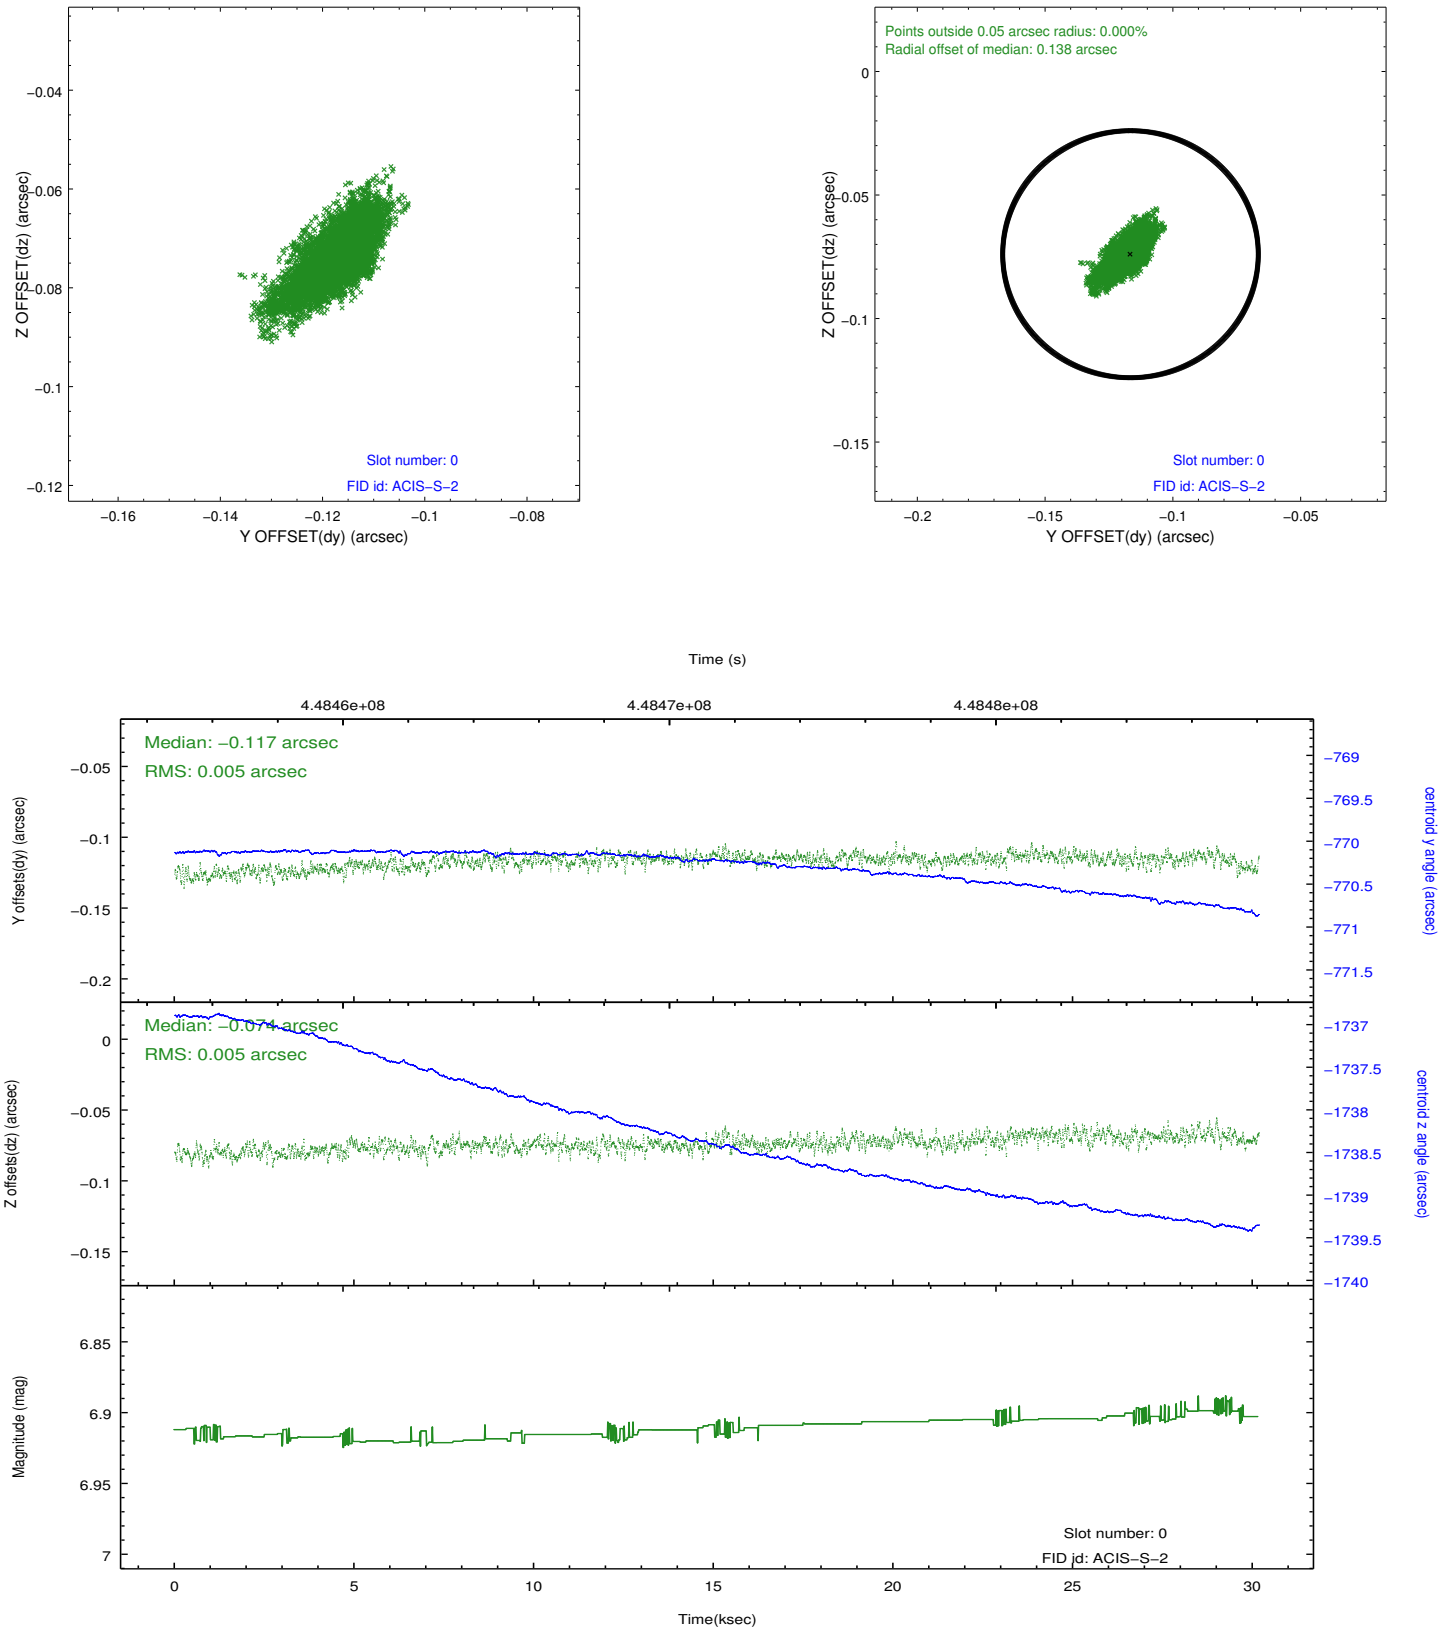 −0.04
−0.06
−0.08
−0.1
−0.12
Z OFFSET(dz) (arcsec)
Slot number: 0
FID id: ACIS−S−2
−0.16 −0.14 −0.12 −0.1 −0.08
Y OFFSET(dy) (arcsec)
Points outside 0.05 arcsec radius: 0.000%
Radial offset of median: 0.138 arcsec
0
−0.05
−0.1
−0.15
Z OFFSET(dz) (arcsec)
Slot number: 0
FID id: ACIS−S−2
−0.2 −0.15 −0.1 −0.05
Y OFFSET(dy) (arcsec)
Time (s)
4.4846e+08 4.4847e+08 4.4848e+08
Median: −0.117 arcsec
RMS: 0.005 arcsec
−0.05
−0.1
−0.15
−0.2
Y offsets(dy) (arcsec)
−769
−769.5
−770
−770.5
−771
−771.5
centroid y angle (arcsec)
Median: −0.074 arcsec
RMS: 0.005 arcsec
0
−0.05
−0.1
−0.15
Z offsets(dz) (arcsec)
−1737
−1737.5
−1738
−1738.5
−1739
−1739.5
−1740
centroid z angle (arcsec)
6.85
6.9
6.95
7
Magnitude (mag)
Slot number: 0
FID id: ACIS−S−2
0 5 10 15 20 25 30
Time(ksec)